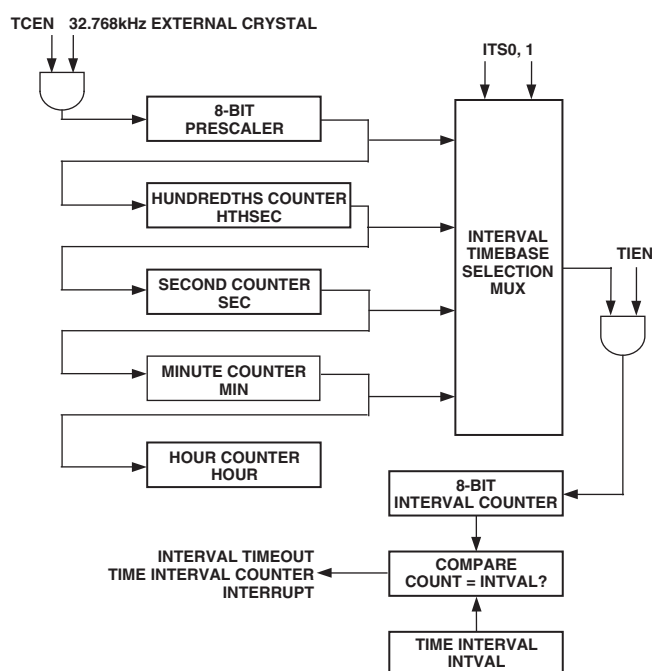 TCEN 32.768kHz EXTERNAL CRYSTAL
ITS0, 1
8-BIT
PRESCALER
HUNDREDTHS COUNTER
HTHSEC
INTERVAL
TIMEBASE
SELECTION
MUX
TIEN
SECOND COUNTER
SEC
MINUTE COUNTER
MIN
HOUR COUNTER
HOUR
8-BIT
INTERVAL COUNTER
INTERVAL TIMEOUT
TIME INTERVAL COUNTER
INTERRUPT
COMPARE
COUNT = INTVAL?
TIME INTERVAL
INTVAL